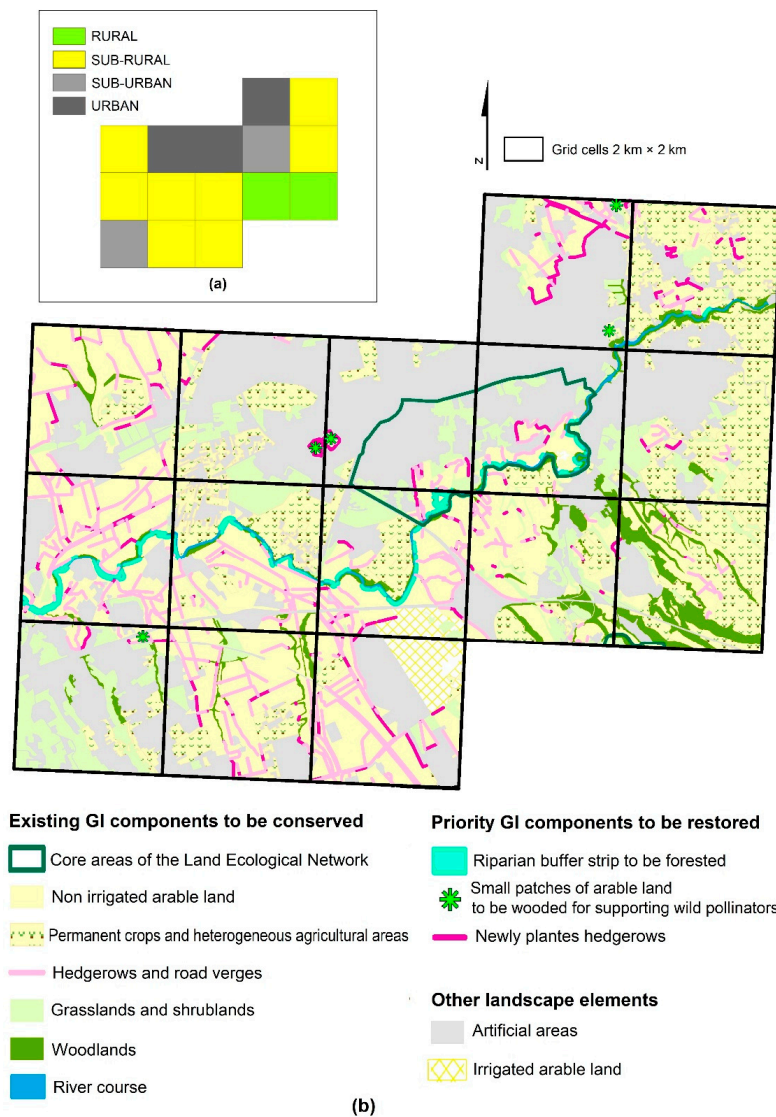 RURAL
SUB-RURAL
SUB-URBAN
URBAN
(a)
N
Grid cells 2 km × 2 km
Existing GI components to be conserved
Core areas of the Land Ecological Network
Non irrigated arable land
Permanent crops and heterogeneous agricultural areas
Hedgerows and road verges
Grasslands and shrublands
Woodlands
River course
Priority GI components to be restored
Riparian buffer strip to be forested
Small patches of arable land
to be wooded for supporting wild pollinators
Newly plantes hedgerows
Other landscape elements
Artificial areas
Irrigated arable land
(b)